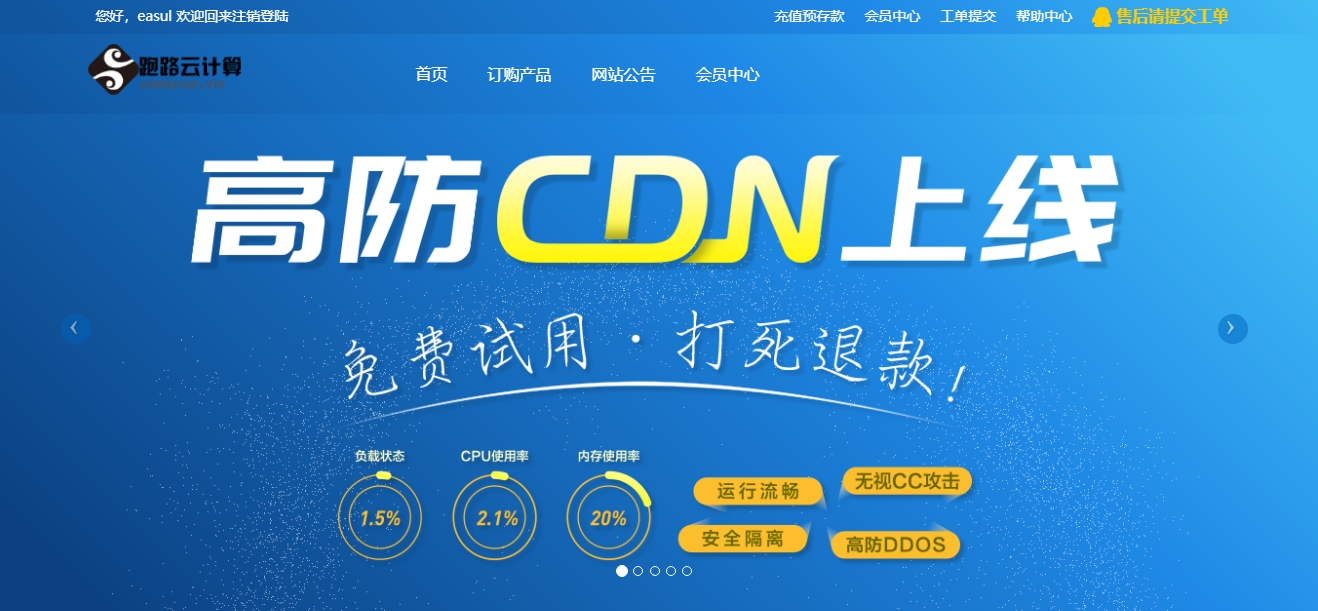 您好，easul 欢迎回来注销登陆
充值预存款 会员中心 工单提交 帮助中心 售后请提交工单
跑路云计算
首页 订购产品 网站公告 会员中心
高防CDN上线
免费试用·打死退款！
负载状态 CPU使用率 内存使用率
1.5% 2.1% 20%
运行流畅 无视CC攻击
安全隔离 高防DDOS